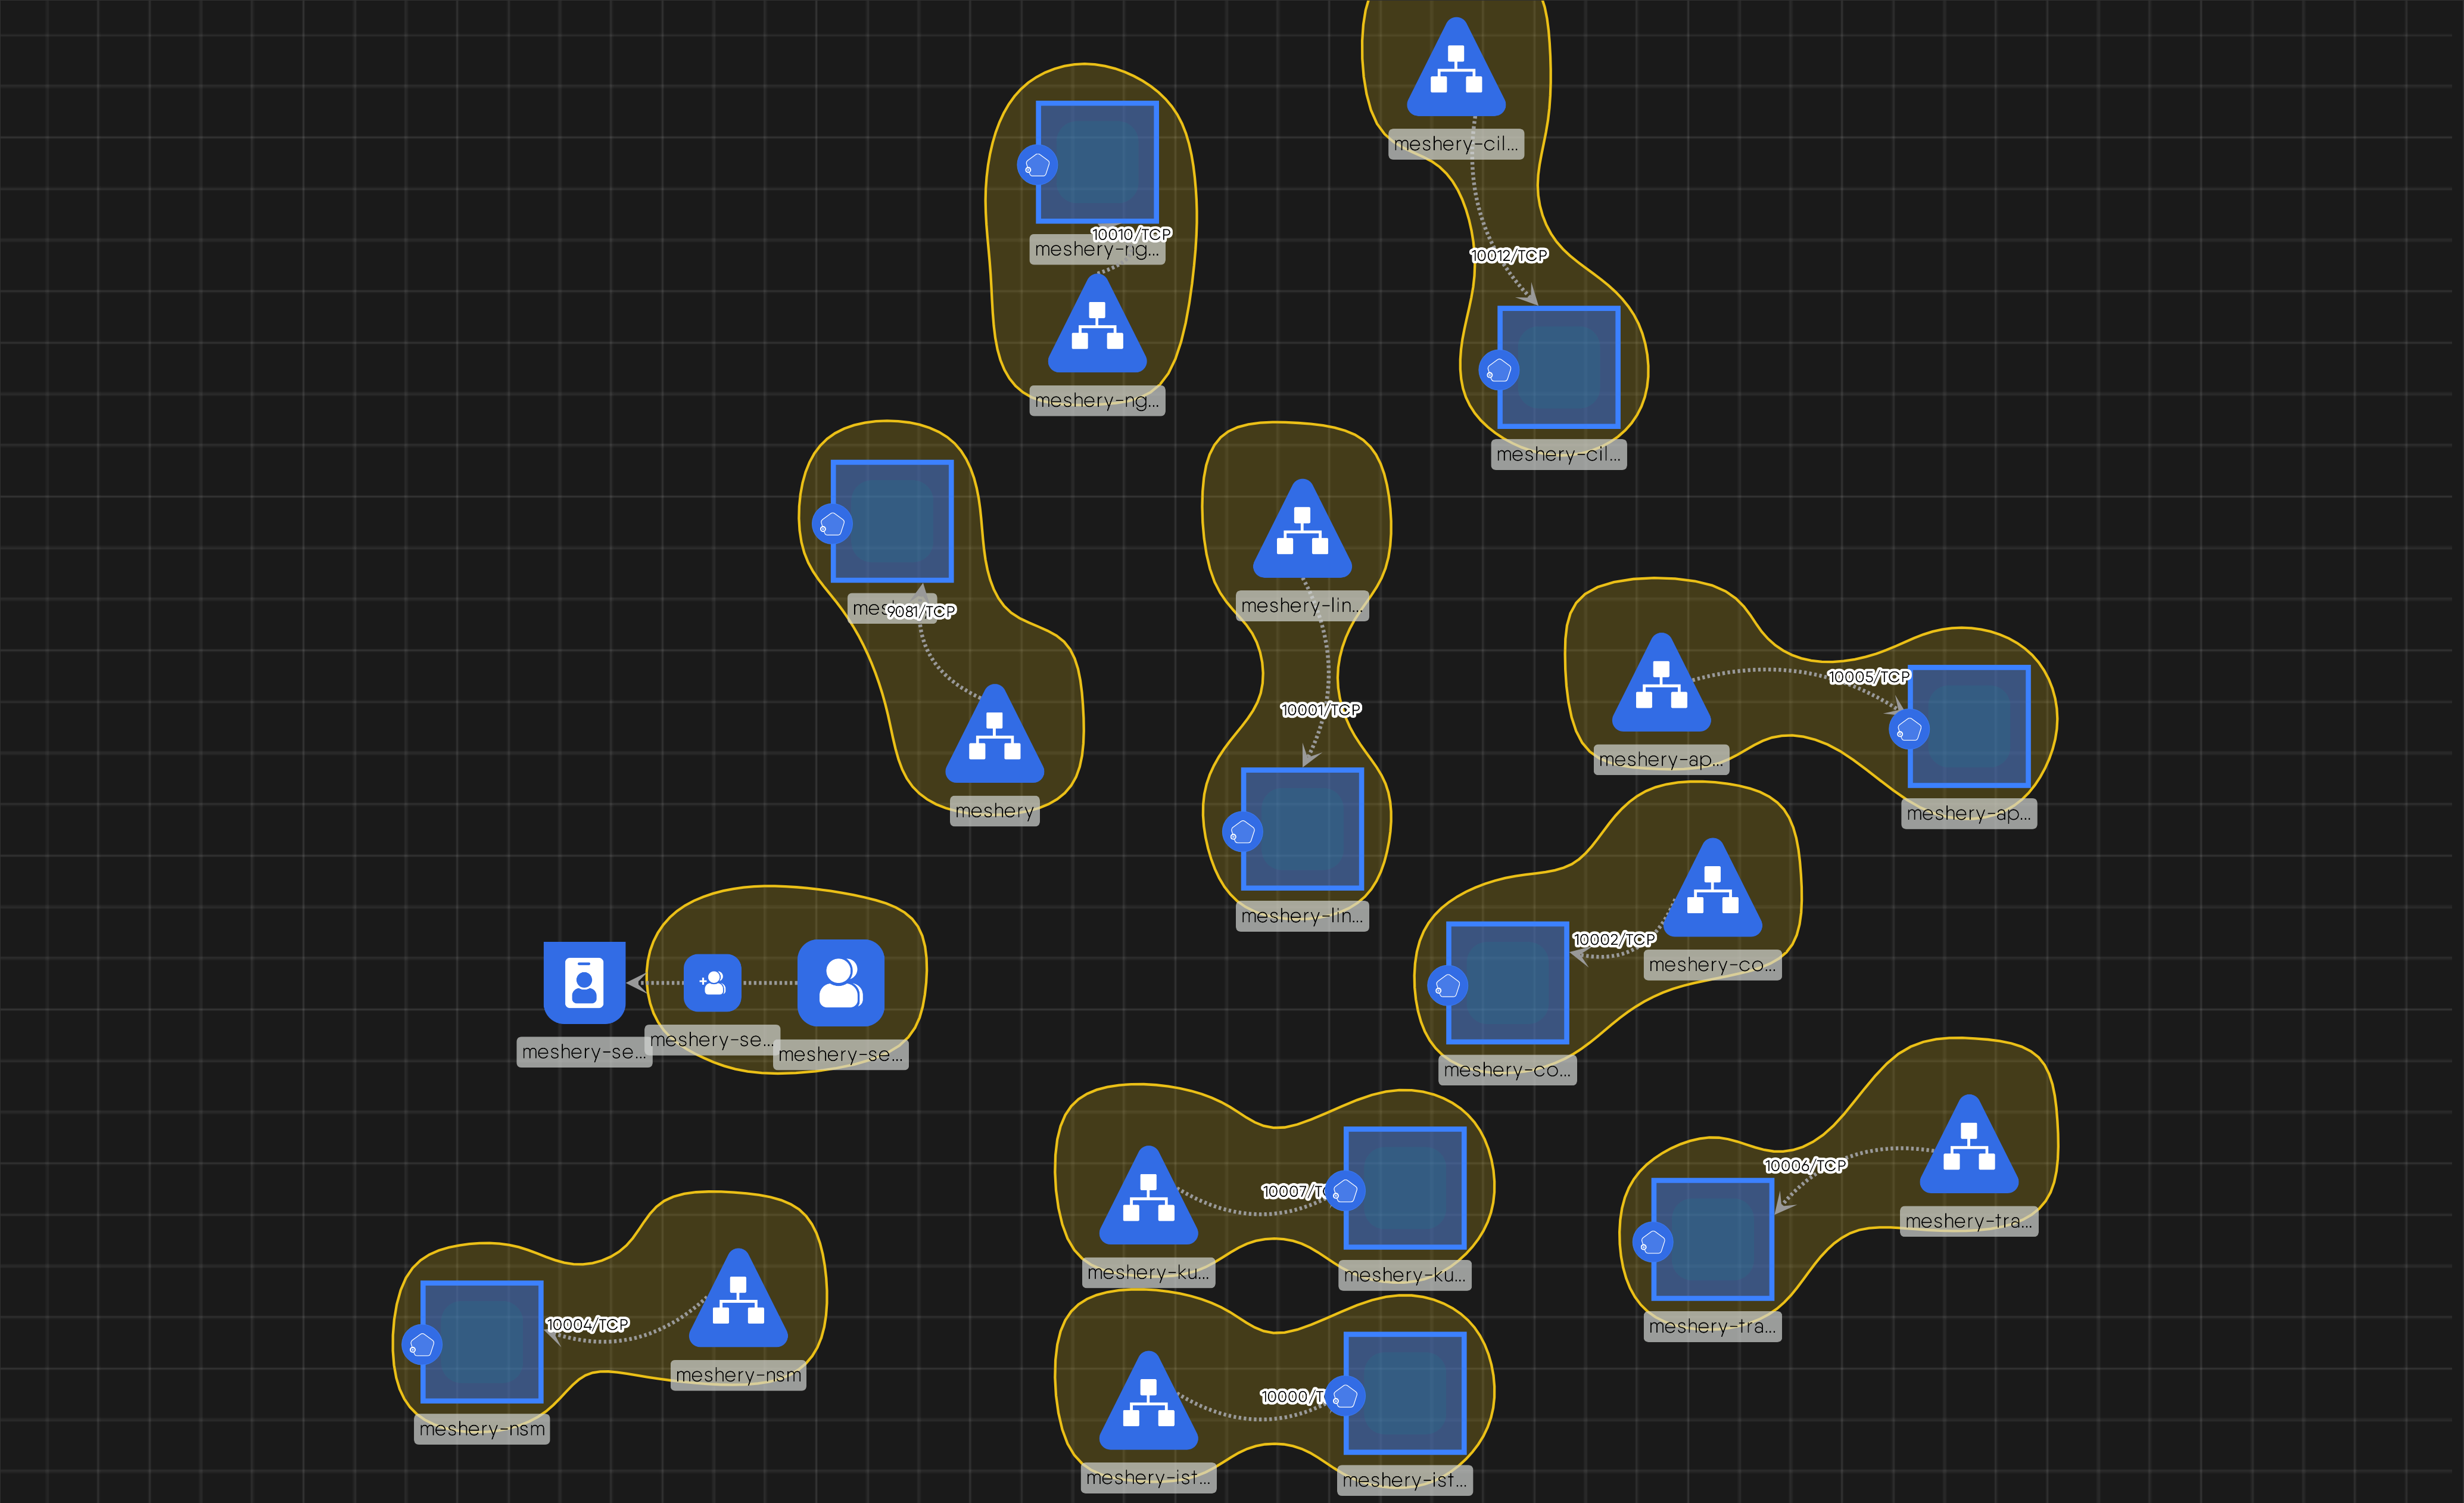 meshery-cil...
10012/TCP
meshery-cil...
10010/TCP
meshery-ng...
meshery-ng...
9081/TCP
meshery
meshery-lin...
10001/TCP
meshery-lin...
10005/TCP
meshery-ap...
meshery-ap...
10002/TCP
meshery-co...
meshery-co...
meshery-se...
meshery-se...
meshery-se...
10006/TCP
meshery-tra...
meshery-tra...
10007/TC
meshery-ku...
meshery-ku...
10004/TCP
meshery-nsm
meshery-nsm
10000/T
meshery-ist...
meshery-ist...